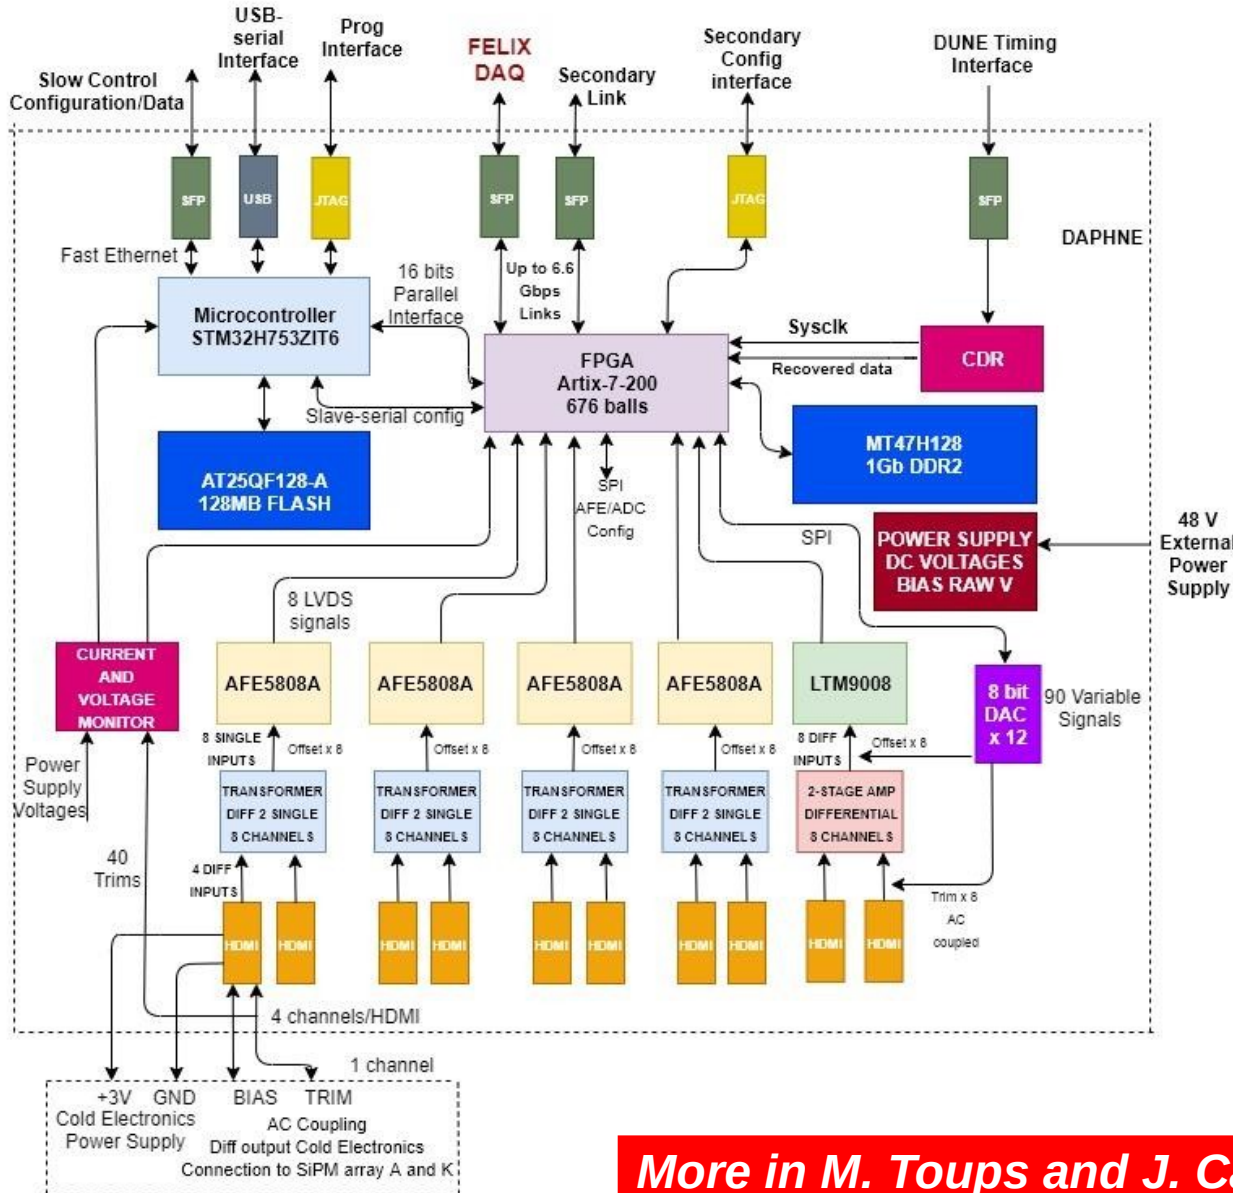 USB-
serial
Interface
Prog
Interface
Slow Control
Configuration/Data
FELIX
DAQ
Secondary
Link
Secondary
Config
interface
DUNE Timing
Interface
SFP
USB
JTAG
SFP
SFP
JTAG
SFP
DAPHNE
Fast Ethernet
16 bits
Parallel
Interface
Up to 6.6
Gbps
Links
Microcontroller
STM32H753ZIT6
FPGA
Artix-7-200
676 balls
Sysclk
Recovered data
CDR
Slave-serial config
AT25QF128-A
128MB FLASH
MT47H128
1Gb DDR2
SPI
AFE/ADC
Config
SPI
POWER SUPPLY
DC VOLTAGES
BIAS RAW V
48 V
External
Power
Supply
8 LVDS
signals
CURRENT
AND
VOLTAGE
MONITOR
AFE5808A
AFE5808A
AFE5808A
AFE5808A
LTM9008
8 bit
DAC
x 12
90 Variable
Signals
Power
Supply
Voltages
8 SINGLE
INPUTS
Offset x 8
Offset x 8
Offset x 8
Offset x 8
8 DIFF
INPUTS
Offset x 8
TRANSFORMER
DIFF 2 SINGLE
8 CHANNELS
TRANSFORMER
DIFF 2 SINGLE
8 CHANNELS
TRANSFORMER
DIFF 2 SINGLE
8 CHANNELS
TRANSFORMER
DIFF 2 SINGLE
8 CHANNELS
2-STAGE AMP
DIFFERENTIAL
8 CHANNELS
40
Trims
4 DIFF
INPUTS
Trim x 8
AC
coupled
HDMI
HDMI
HDMI
HDMI
HDMI
HDMI
HDMI
HDMI
HDMI
HDMI
4 channels/HDMI
1 channel
+3V
GND
BIAS
TRIM
Cold Electronics
Power Supply
AC Coupling
Diff output Cold Electronics
Connection to SiPM array A and K
More in M. Toups and J. Ca